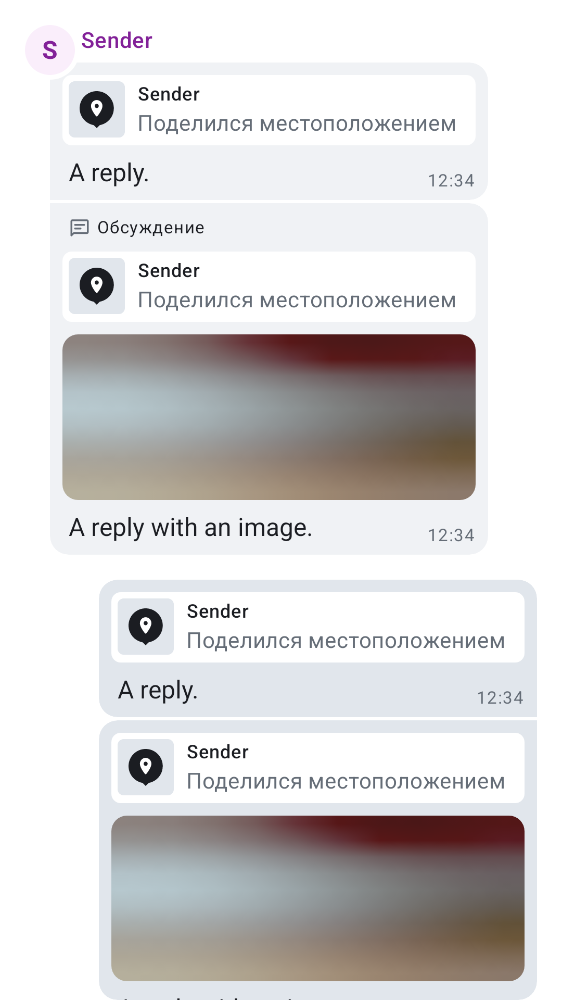 S
Sender
Sender
Поделился местоположением
A reply.
12:34
Обсуждение
Sender
Поделился местоположением
A reply with an image.
12:34
Sender
Поделился местоположением
A reply.
12:34
Sender
Поделился местоположением